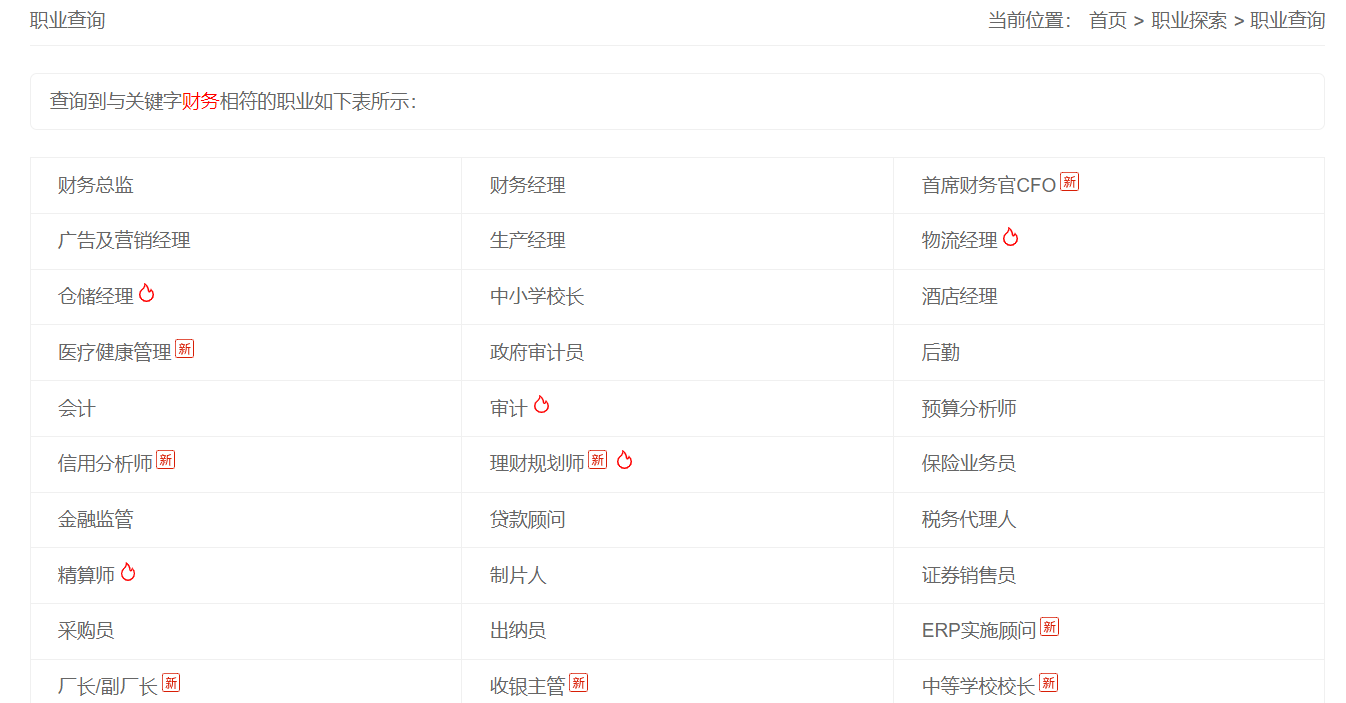 职业查询
当前位置： 首页 > 职业探索 > 职业查询
查询到与关键字财务相符的职业如下表所示：
财务总监 财务经理 首席财务官CFO 新
广告及营销经理 生产经理 物流经理
仓储经理 中小学校长 酒店经理
医疗健康管理 新 政府审计员 后勤
会计 审计 预算分析师
信用分析师 新 理财规划师 新 保险业务员
金融监管 贷款顾问 税务代理人
精算师 制片人 证券销售员
采购员 出纳员 ERP实施顾问 新
厂长/副厂长 新 收银主管 新 中等学校校长 新